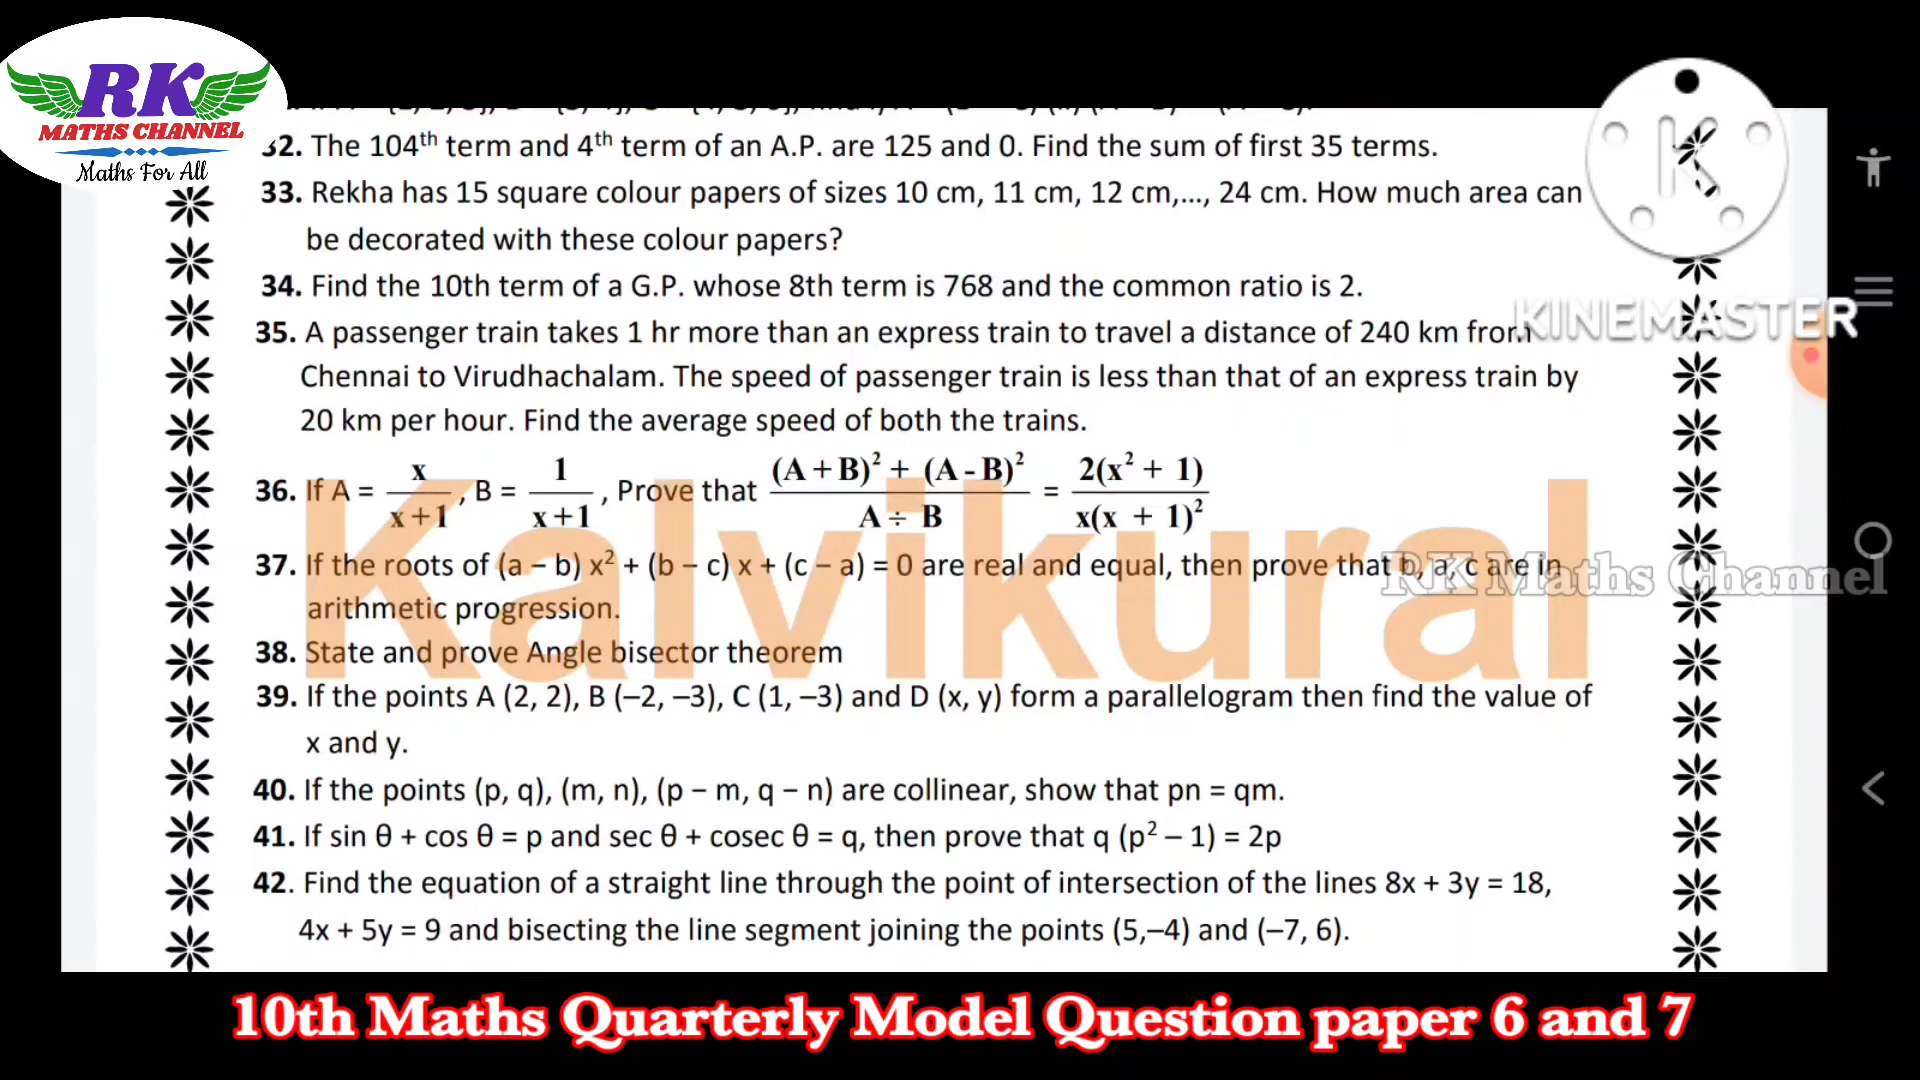 RK
MATHS CHANNEL
Maths For All
32. The 104th term and 4th term of an A.P. are 125 and 0. Find the sum of first 35 terms.
33. Rekha has 15 square colour papers of sizes 10 cm, 11 cm, 12 cm,..., 24 cm. How much area can
be decorated with these colour papers?
34. Find the 10th term of a G.P. whose 8th term is 768 and the common ratio is 2.
35. A passenger train takes 1 hr more than an express train to travel a distance of 240 km from
Chennai to Virudhachalam. The speed of passenger train is less than that of an express train by
20 km per hour. Find the average speed of both the trains.
36. If A = x/(x+1), B = 1/(x+1), Prove that ((A+B)² + (A-B)²)/(A ÷ B) = 2(x² + 1)/(x(x + 1)²)
37. If the roots of (a – b) x² + (b – c) x + (c – a) = 0 are real and equal, then prove that b, a, c are in
arithmetic progression.
38. State and prove Angle bisector theorem
39. If the points A (2, 2), B (–2, –3), C (1, –3) and D (x, y) form a parallelogram then find the value of
x and y.
40. If the points (p, q), (m, n), (p – m, q – n) are collinear, show that pn = qm.
41. If sin θ + cos θ = p and sec θ + cosec θ = q, then prove that q (p² – 1) = 2p
42. Find the equation of a straight line through the point of intersection of the lines 8x + 3y = 18,
4x + 5y = 9 and bisecting the line segment joining the points (5,–4) and (–7, 6).
Kalvikural
K
KINEMASTER
RK Maths Channel
10th Maths Quarterly Model Question paper 6 and 7